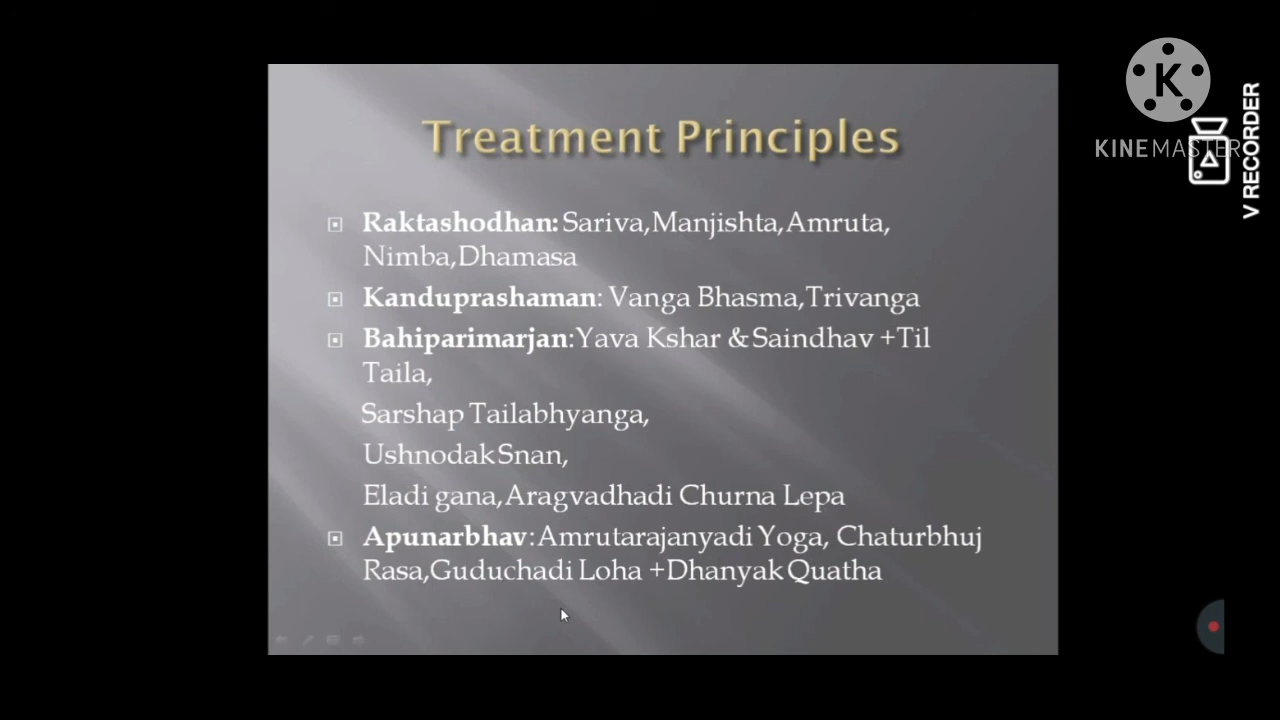 Treatment Principles
Raktashodhan: Sariva,Manjishta,Amruta,
Nimba,Dhamasa
Kanduprashaman: Vanga Bhasma,Trivanga
Bahiparimarjan:Yava Kshar & Saindhav +Til
Taila,
Sarshap Tailabhyanga,
Ushnodak Snan,
Eladi gana,Aragvadhadi Churna Lepa
Apunarbhav:Amrutarajanyadi Yoga, Chaturbhuj
Rasa,Guduchadi Loha +Dhanyak Quatha
K
KINEMASTER
V RECORDER